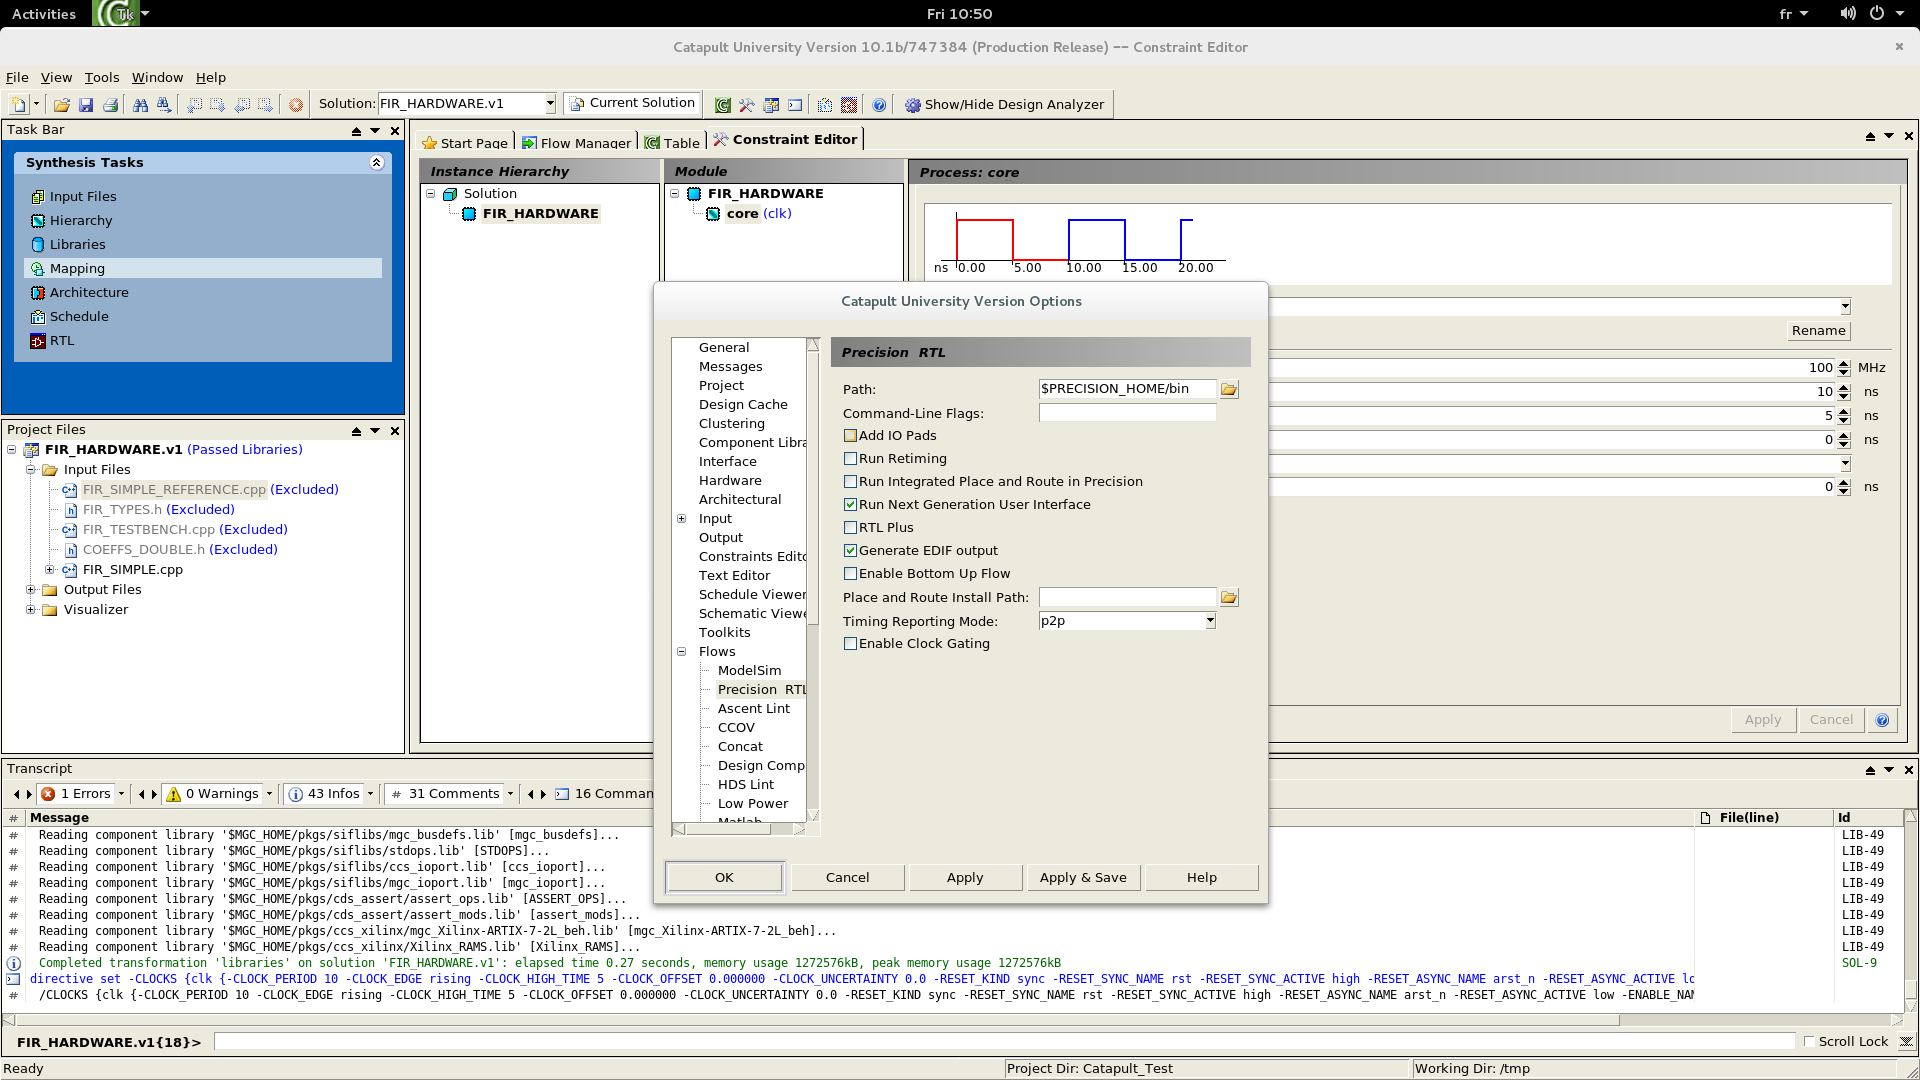 Activities
Tk
Fri 10:50
fr
Catapult University Version 10.1b/747384 (Production Release) -- Constraint Editor
File View Tools Window Help
Solution: FIR_HARDWARE.v1 Current Solution Show/Hide Design Analyzer
Task Bar
Synthesis Tasks
Input Files
Hierarchy
Libraries
Mapping
Architecture
Schedule
RTL
Project Files
FIR_HARDWARE.v1 (Passed Libraries)
Input Files
FIR_SIMPLE_REFERENCE.cpp (Excluded)
FIR_TYPES.h (Excluded)
FIR_TESTBENCH.cpp (Excluded)
COEFFS_DOUBLE.h (Excluded)
FIR_SIMPLE.cpp
Output Files
Visualizer
Start Page Flow Manager Table Constraint Editor
Instance Hierarchy
Solution
FIR_HARDWARE
Module
FIR_HARDWARE
core (clk)
Process: core
ns 0.00 5.00 10.00 15.00 20.00
Rename
100 MHz
10 ns
5 ns
0 ns
0 ns
Apply Cancel
Catapult University Version Options
General
Messages
Project
Design Cache
Clustering
Component Libra
Interface
Hardware
Architectural
Input
Output
Constraints Edito
Text Editor
Schedule Viewer
Schematic Viewe
Toolkits
Flows
ModelSim
Precision RTL
Ascent Lint
CCOV
Concat
Design Comp
HDS Lint
Low Power
Matlab
Precision RTL
Path: $PRECISION_HOME/bin
Command-Line Flags:
Add IO Pads
Run Retiming
Run Integrated Place and Route in Precision
Run Next Generation User Interface
RTL Plus
Generate EDIF output
Enable Bottom Up Flow
Place and Route Install Path:
Timing Reporting Mode: p2p
Enable Clock Gating
OK Cancel Apply Apply & Save Help
Transcript
1 Errors 0 Warnings 43 Infos # 31 Comments 16 Comman
# Message File(line) Id
# Reading component library '$MGC_HOME/pkgs/siflibs/mgc_busdefs.lib' [mgc_busdefs]... LIB-49
# Reading component library '$MGC_HOME/pkgs/siflibs/stdops.lib' [STDOPS]... LIB-49
# Reading component library '$MGC_HOME/pkgs/siflibs/ccs_ioport.lib' [ccs_ioport]... LIB-49
# Reading component library '$MGC_HOME/pkgs/siflibs/mgc_ioport.lib' [mgc_ioport]... LIB-49
# Reading component library '$MGC_HOME/pkgs/cds_assert/assert_ops.lib' [ASSERT_OPS]... LIB-49
# Reading component library '$MGC_HOME/pkgs/cds_assert/assert_mods.lib' [assert_mods]... LIB-49
# Reading component library '$MGC_HOME/pkgs/ccs_xilinx/mgc_Xilinx-ARTIX-7-2L_beh.lib' [mgc_Xilinx-ARTIX-7-2L_beh]... LIB-49
# Reading component library '$MGC_HOME/pkgs/ccs_xilinx/Xilinx_RAMS.lib' [Xilinx_RAMS]... LIB-49
Completed transformation 'libraries' on solution 'FIR_HARDWARE.v1': elapsed time 0.27 seconds, memory usage 1272576kB, peak memory usage 1272576kB SOL-9
directive set -CLOCKS {clk {-CLOCK_PERIOD 10 -CLOCK_EDGE rising -CLOCK_HIGH_TIME 5 -CLOCK_OFFSET 0.000000 -CLOCK_UNCERTAINTY 0.0 -RESET_KIND sync -RESET_SYNC_NAME rst -RESET_SYNC_ACTIVE high -RESET_ASYNC_NAME arst_n -RESET_ASYNC_ACTIVE lo
# /CLOCKS {clk {-CLOCK_PERIOD 10 -CLOCK_EDGE rising -CLOCK_HIGH_TIME 5 -CLOCK_OFFSET 0.000000 -CLOCK_UNCERTAINTY 0.0 -RESET_KIND sync -RESET_SYNC_NAME rst -RESET_SYNC_ACTIVE high -RESET_ASYNC_NAME arst_n -RESET_ASYNC_ACTIVE low -ENABLE_NAM
FIR_HARDWARE.v1{18}> Scroll Lock
Ready Project Dir: Catapult_Test Working Dir: /tmp